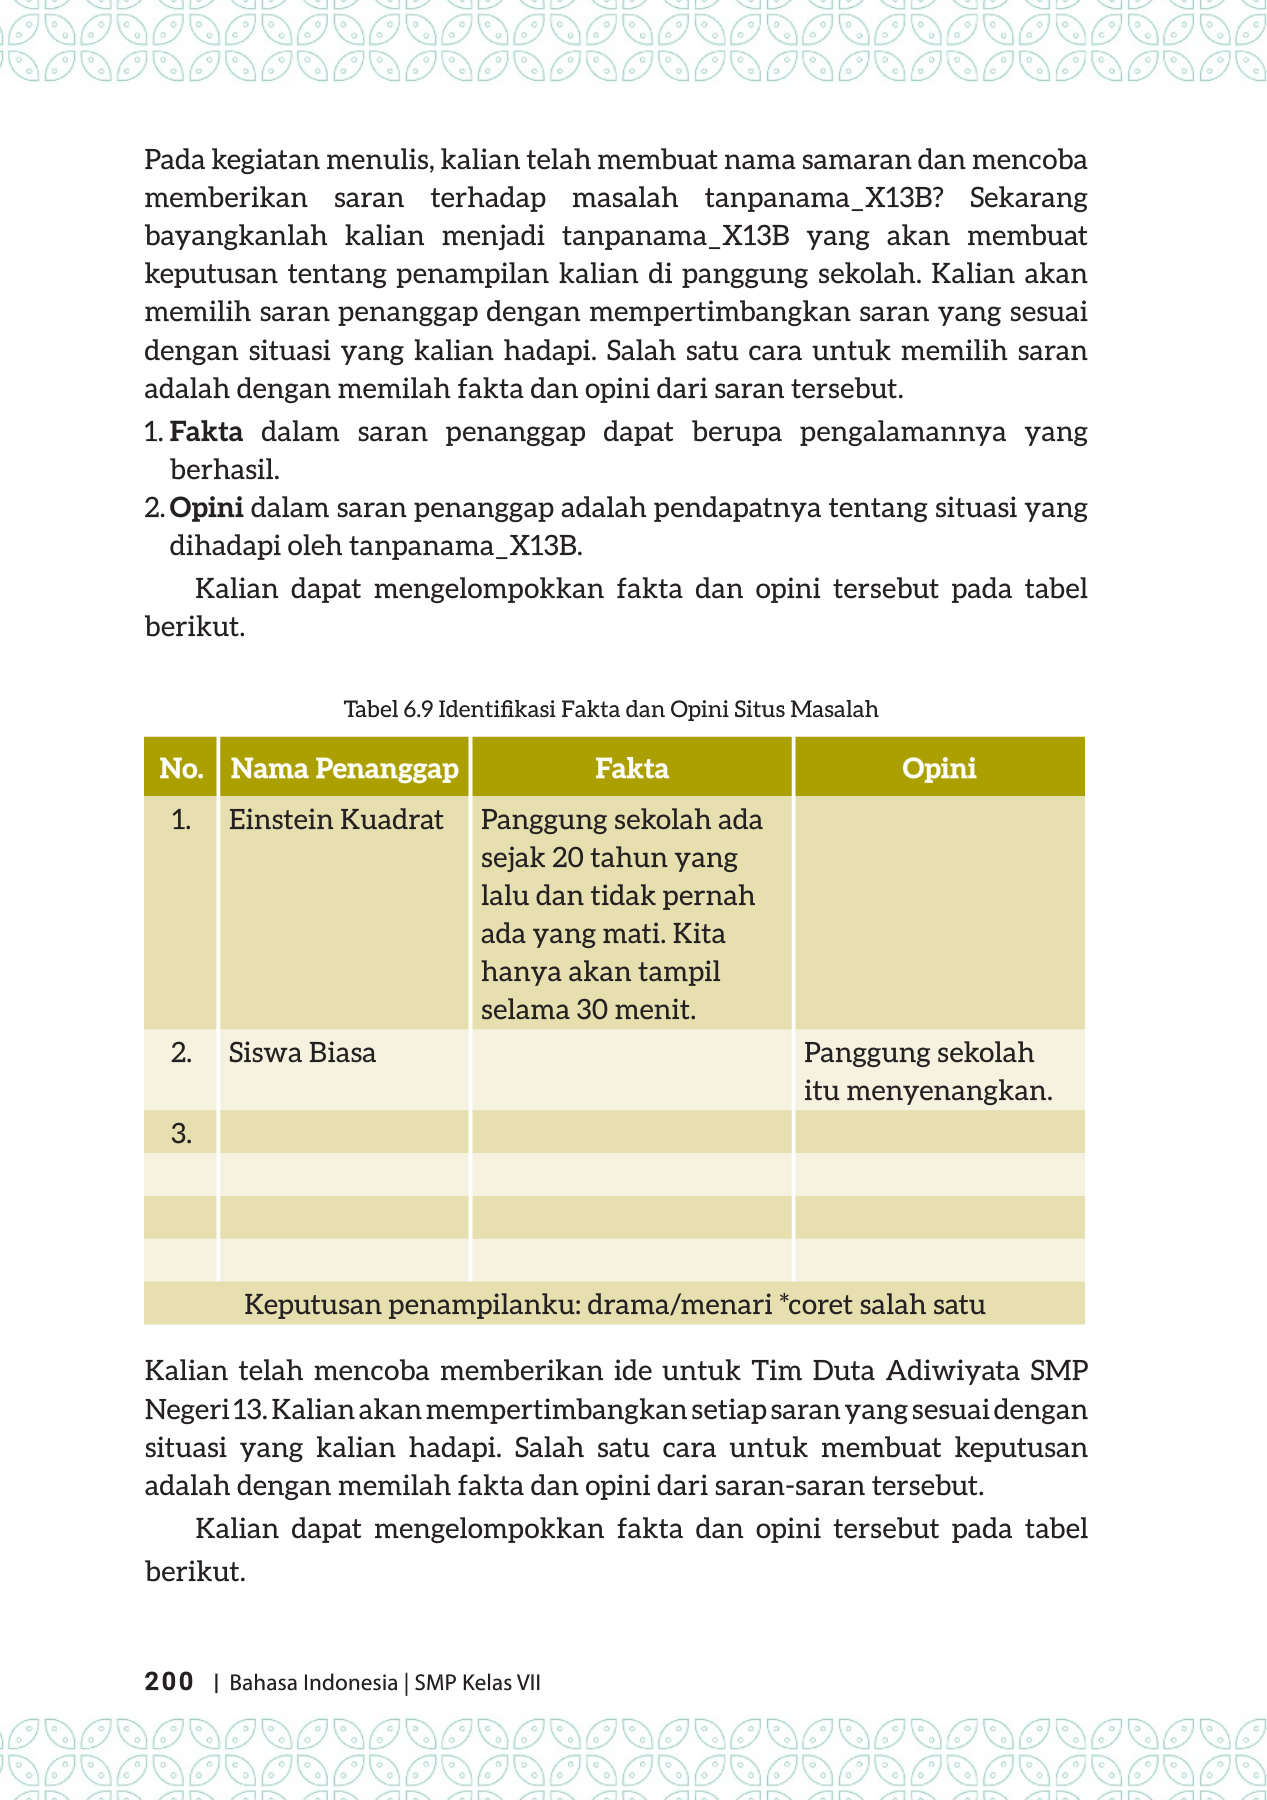 Pada kegiatan menulis, kalian telah membuat nama samaran dan mencoba
memberikan saran terhadap masalah tanpanama_X13B? Sekarang
bayangkanlah kalian menjadi tanpanama_X13B yang akan membuat
keputusan tentang penampilan kalian di panggung sekolah. Kalian akan
memilih saran penanggap dengan mempertimbangkan saran yang sesuai
dengan situasi yang kalian hadapi. Salah satu cara untuk memilih saran
adalah dengan memilah fakta dan opini dari saran tersebut.
1. Fakta dalam saran penanggap dapat berupa pengalamannya yang
berhasil.
2. Opini dalam saran penanggap adalah pendapatnya tentang situasi yang
dihadapi oleh tanpanama_X13B.
Kalian dapat mengelompokkan fakta dan opini tersebut pada tabel
berikut.
Tabel 6.9 Identifikasi Fakta dan Opini Situs Masalah
No. Nama Penanggap Fakta Opini
1. Einstein Kuadrat Panggung sekolah ada
sejak 20 tahun yang
lalu dan tidak pernah
ada yang mati. Kita
hanya akan tampil
selama 30 menit.
2. Siswa Biasa Panggung sekolah
itu menyenangkan.
3.
Keputusan penampilanku: drama/menari *coret salah satu
Kalian telah mencoba memberikan ide untuk Tim Duta Adiwiyata SMP
Negeri 13. Kalian akan mempertimbangkan setiap saran yang sesuai dengan
situasi yang kalian hadapi. Salah satu cara untuk membuat keputusan
adalah dengan memilah fakta dan opini dari saran-saran tersebut.
Kalian dapat mengelompokkan fakta dan opini tersebut pada tabel
berikut.
200 | Bahasa Indonesia | SMP Kelas VII